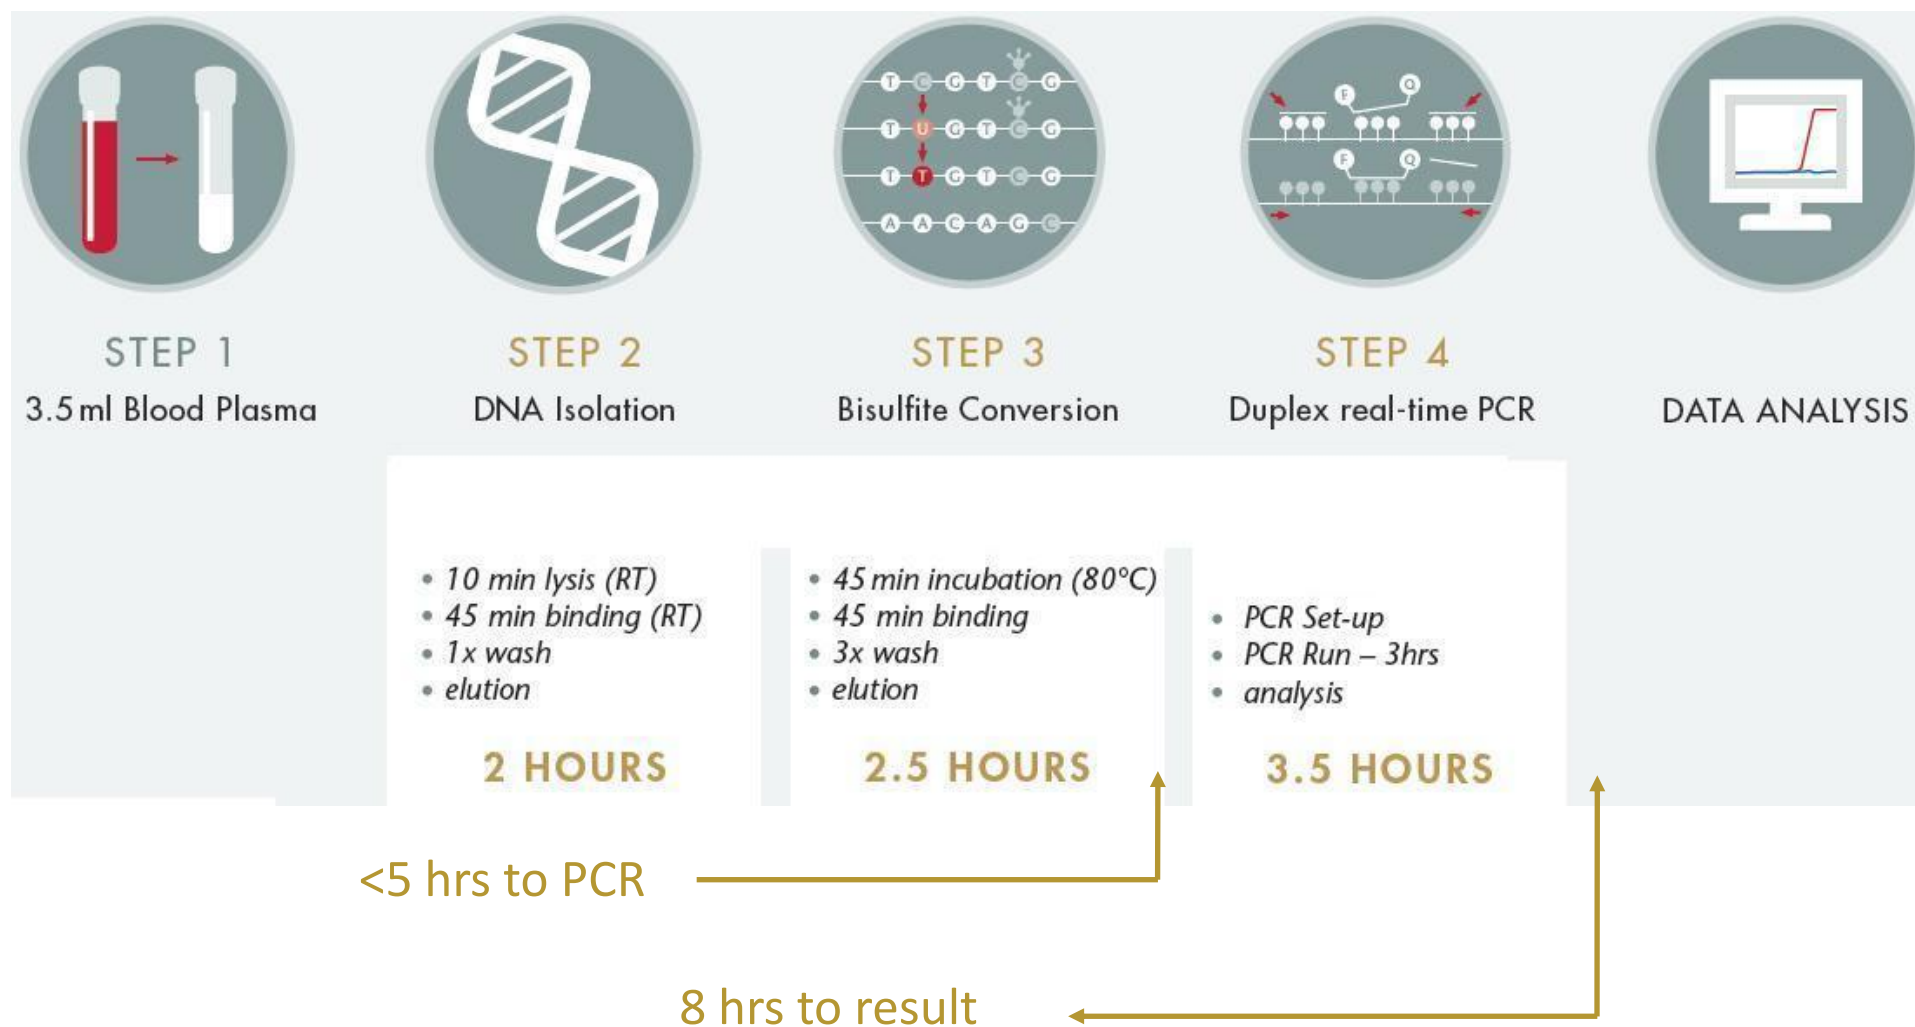 T C G T C G
T U G T C G
T T G T C G
A A C A G C
F Q
F Q
STEP 1
3.5 ml Blood Plasma
STEP 2
DNA Isolation
STEP 3
Bisulfite Conversion
STEP 4
Duplex real-time PCR
DATA ANALYSIS
• 10 min lysis (RT)
• 45 min binding (RT)
• 1x wash
• elution
2 HOURS
• 45 min incubation (80°C)
• 45 min binding
• 3x wash
• elution
2.5 HOURS
• PCR Set-up
• PCR Run – 3hrs
• analysis
3.5 HOURS
<5 hrs to PCR
8 hrs to result